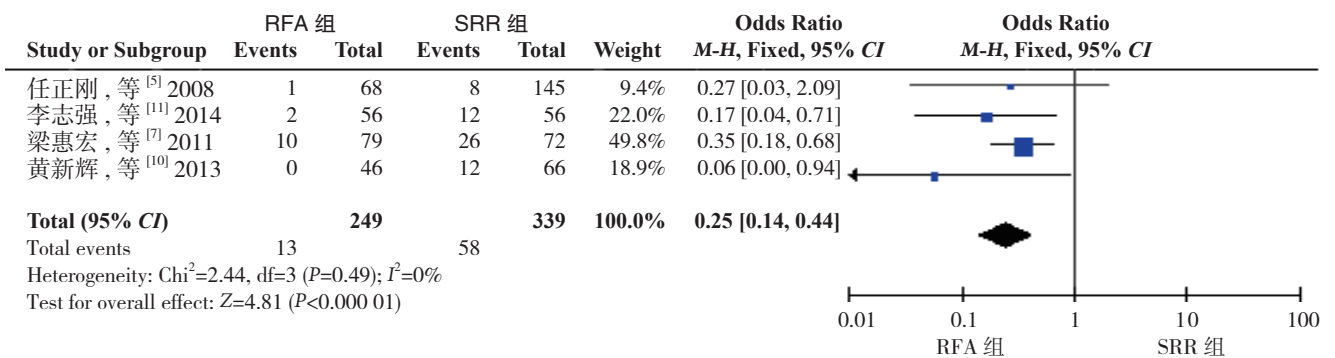 RFA 组 SRR 组 Odds Ratio Odds Ratio
Study or Subgroup Events Total Events Total Weight M-H, Fixed, 95% CI M-H, Fixed, 95% CI
任正刚 , 等 [5] 2008 1 68 8 145 9.4% 0.27 [0.03, 2.09]
李志强 , 等 [11] 2014 2 56 12 56 22.0% 0.17 [0.04, 0.71]
梁惠宏 , 等 [7] 2011 10 79 26 72 49.8% 0.35 [0.18, 0.68]
黄新辉 , 等 [10] 2013 0 46 12 66 18.9% 0.06 [0.00, 0.94]
Total (95% CI) 249 339 100.0% 0.25 [0.14, 0.44]
Total events 13 58
Heterogeneity: Chi2=2.44, df=3 (P=0.49); I2=0%
Test for overall effect: Z=4.81 (P<0.000 01)
0.01 0.1 1 10 100
RFA 组 SRR 组